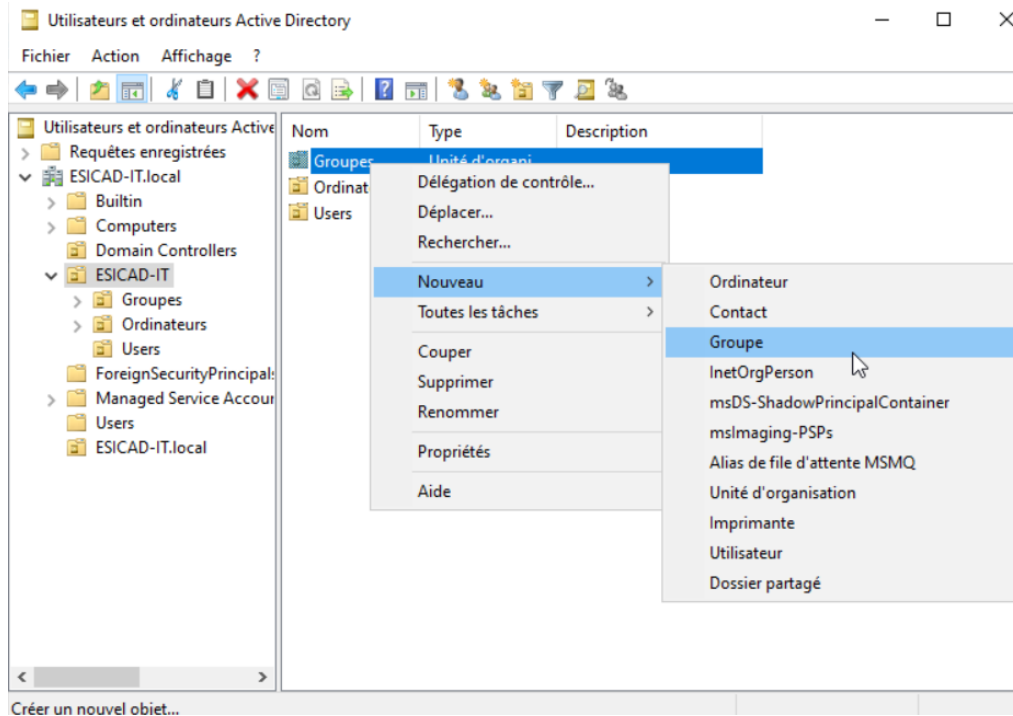 Utilisateurs et ordinateurs Active Directory
Fichier Action Affichage ?
Utilisateurs et ordinateurs Active
Requêtes enregistrées
ESICAD-IT.local
Builtin
Computers
Domain Controllers
ESICAD-IT
Groupes
Ordinateurs
Users
ForeignSecurityPrincipals
Managed Service Accour
Users
ESICAD-IT.local
Nom Type Description
Groupes Unité d'organi...
Ordinat
Users
Délégation de contrôle...
Déplacer...
Rechercher...
Nouveau
Toutes les tâches
Couper
Supprimer
Renommer
Propriétés
Aide
Ordinateur
Contact
Groupe
InetOrgPerson
msDS-ShadowPrincipalContainer
msImaging-PSPs
Alias de file d'attente MSMQ
Unité d'organisation
Imprimante
Utilisateur
Dossier partagé
Créer un nouvel objet...